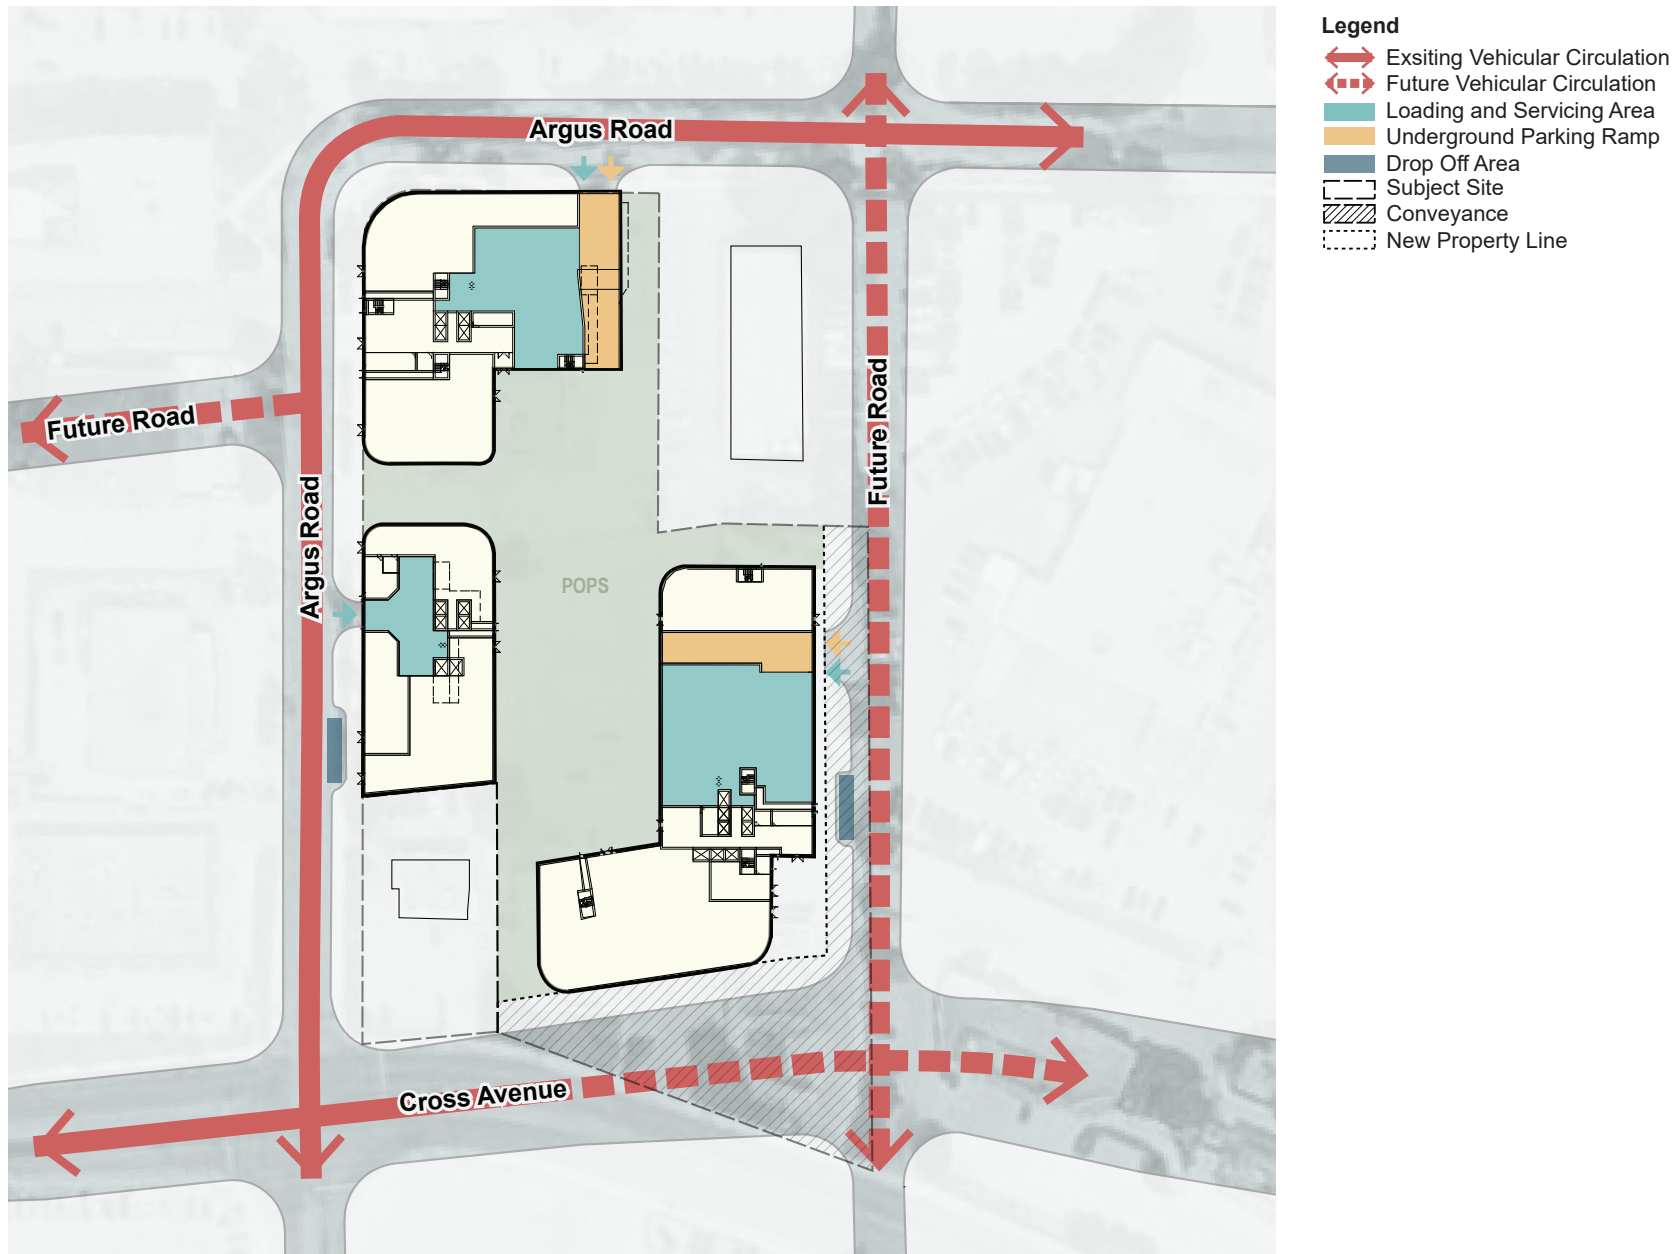 Legend
Exsiting Vehicular Circulation
Future Vehicular Circulation
Loading and Servicing Area
Underground Parking Ramp
Drop Off Area
Subject Site
Conveyance
New Property Line
Argus Road
Future Road
Future Road
Argus Road
POPS
Cross Avenue